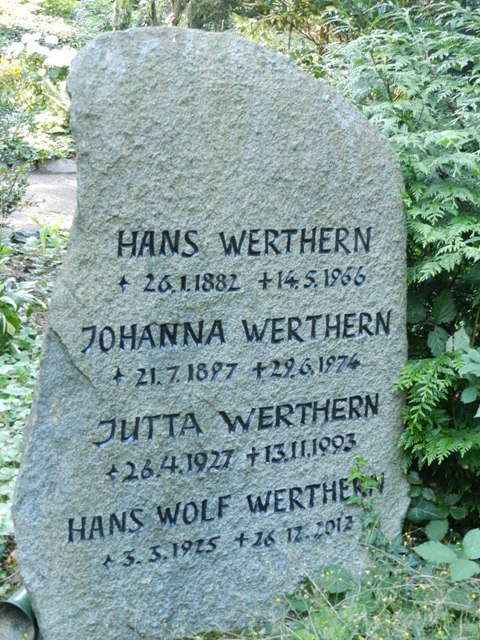 HANS WERTHERN
* 26.1.1882 +14.5.1966
JOHANNA WERTHERN
* 21.7.1897 +29.6.1974
JUTTA WERTHERN
* 26.4.1927 +13.11.1993
HANS WOLF WERTHERN
* 3.3.1925 +26.12.2012